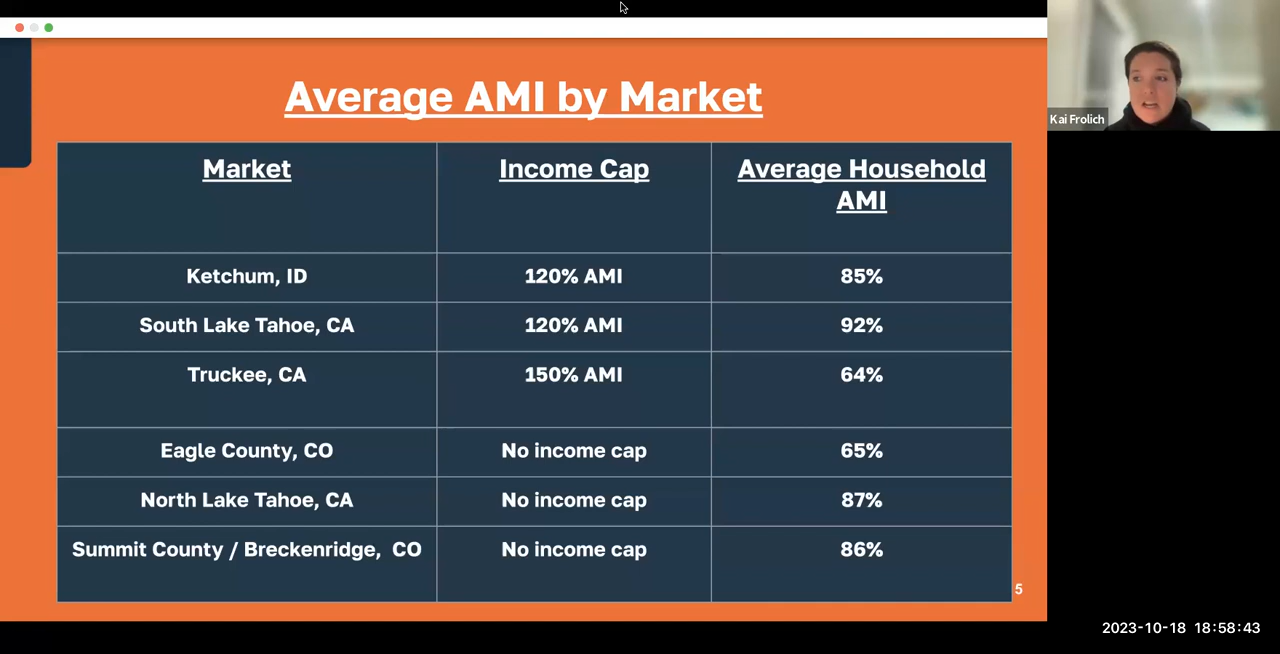 Average AMI by Market
Market
Income Cap
Average Household
AMI
Ketchum, ID
120% AMI
85%
South Lake Tahoe, CA
120% AMI
92%
Truckee, CA
150% AMI
64%
Eagle County, CO
No income cap
65%
North Lake Tahoe, CA
No income cap
87%
Summit County / Breckenridge, CO
No income cap
86%
5
Kai Frolich
2023-10-18 18:58:43